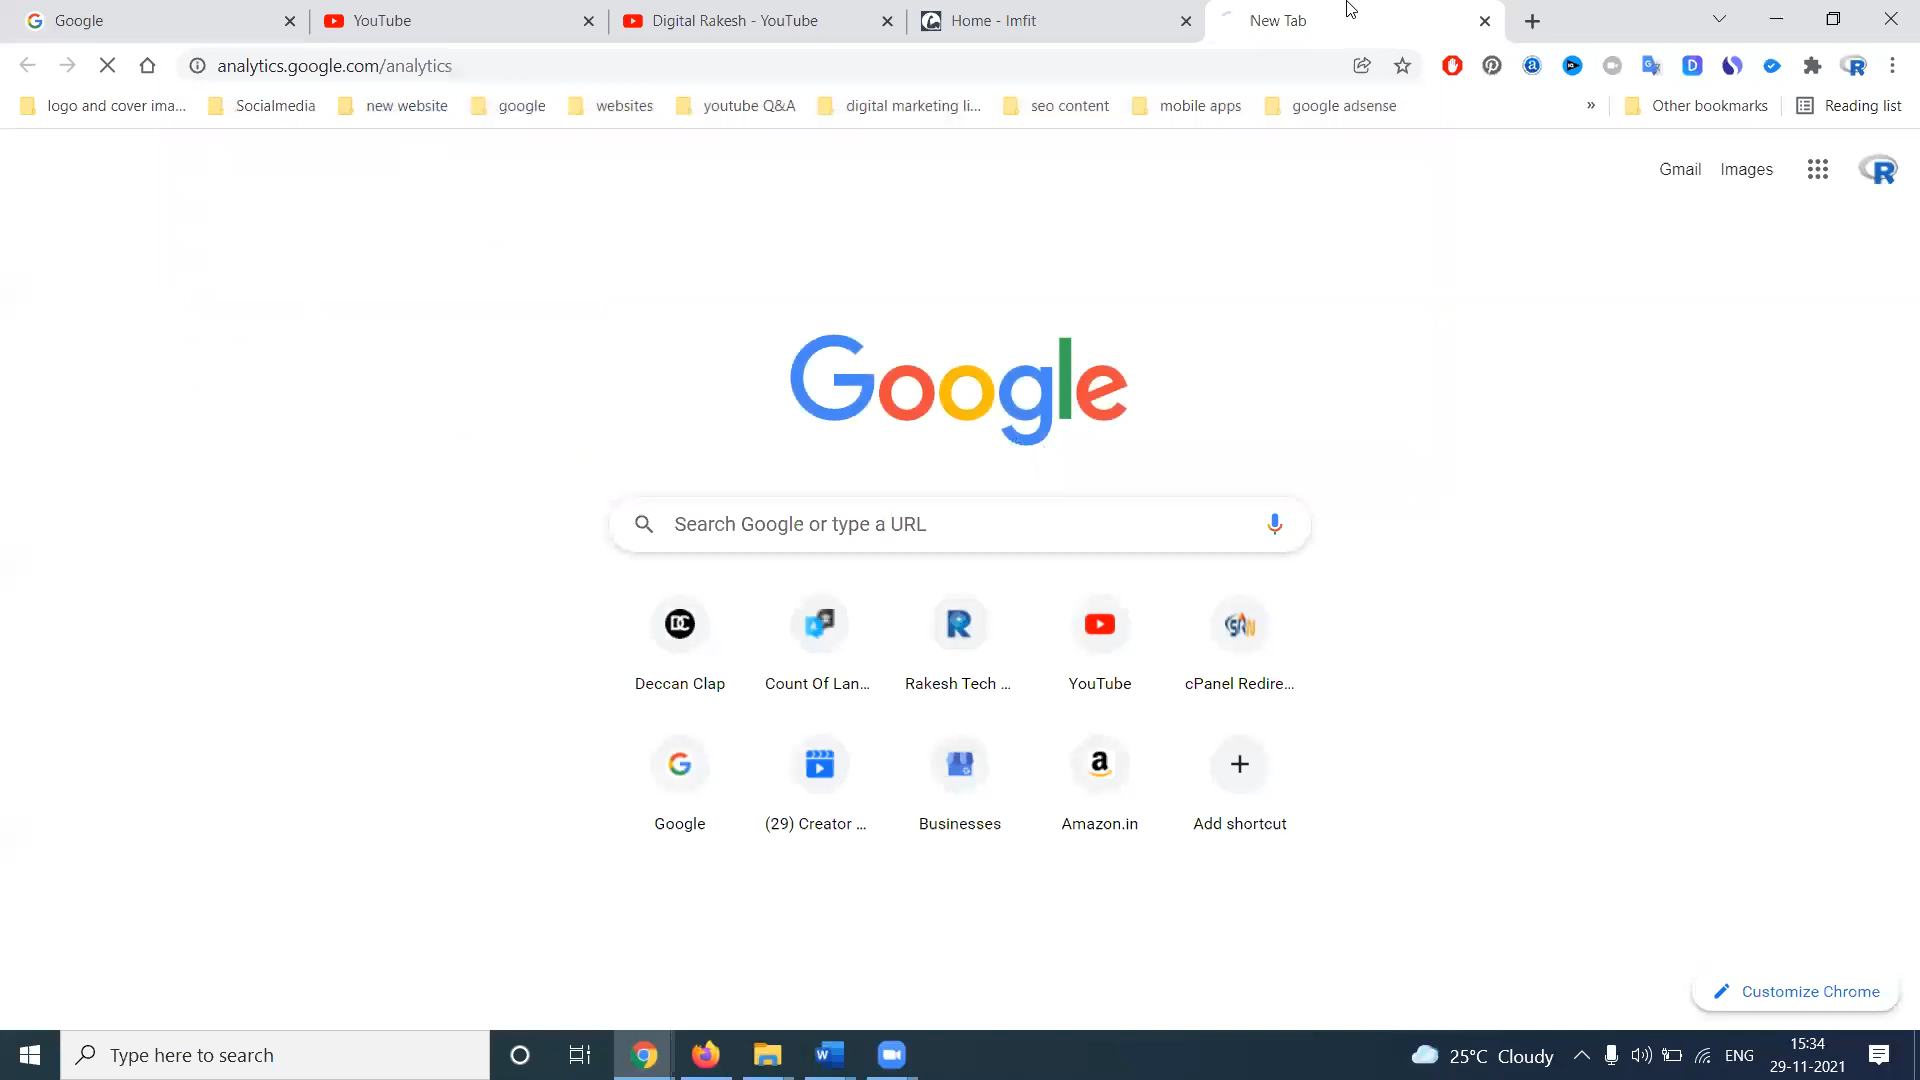 Google
YouTube
Digital Rakesh - YouTube
Home - Imfit
New Tab
analytics.google.com/analytics
logo and cover ima...
Socialmedia
new website
google
websites
youtube Q&A
digital marketing li...
seo content
mobile apps
google adsense
»
Other bookmarks
Reading list
Gmail
Images
Google
Search Google or type a URL
Deccan Clap
Count Of Lan...
Rakesh Tech ...
YouTube
cPanel Redire...
Google
(29) Creator ...
Businesses
Amazon.in
Add shortcut
Customize Chrome
Type here to search
25°C Cloudy
ENG
15:34
29-11-2021